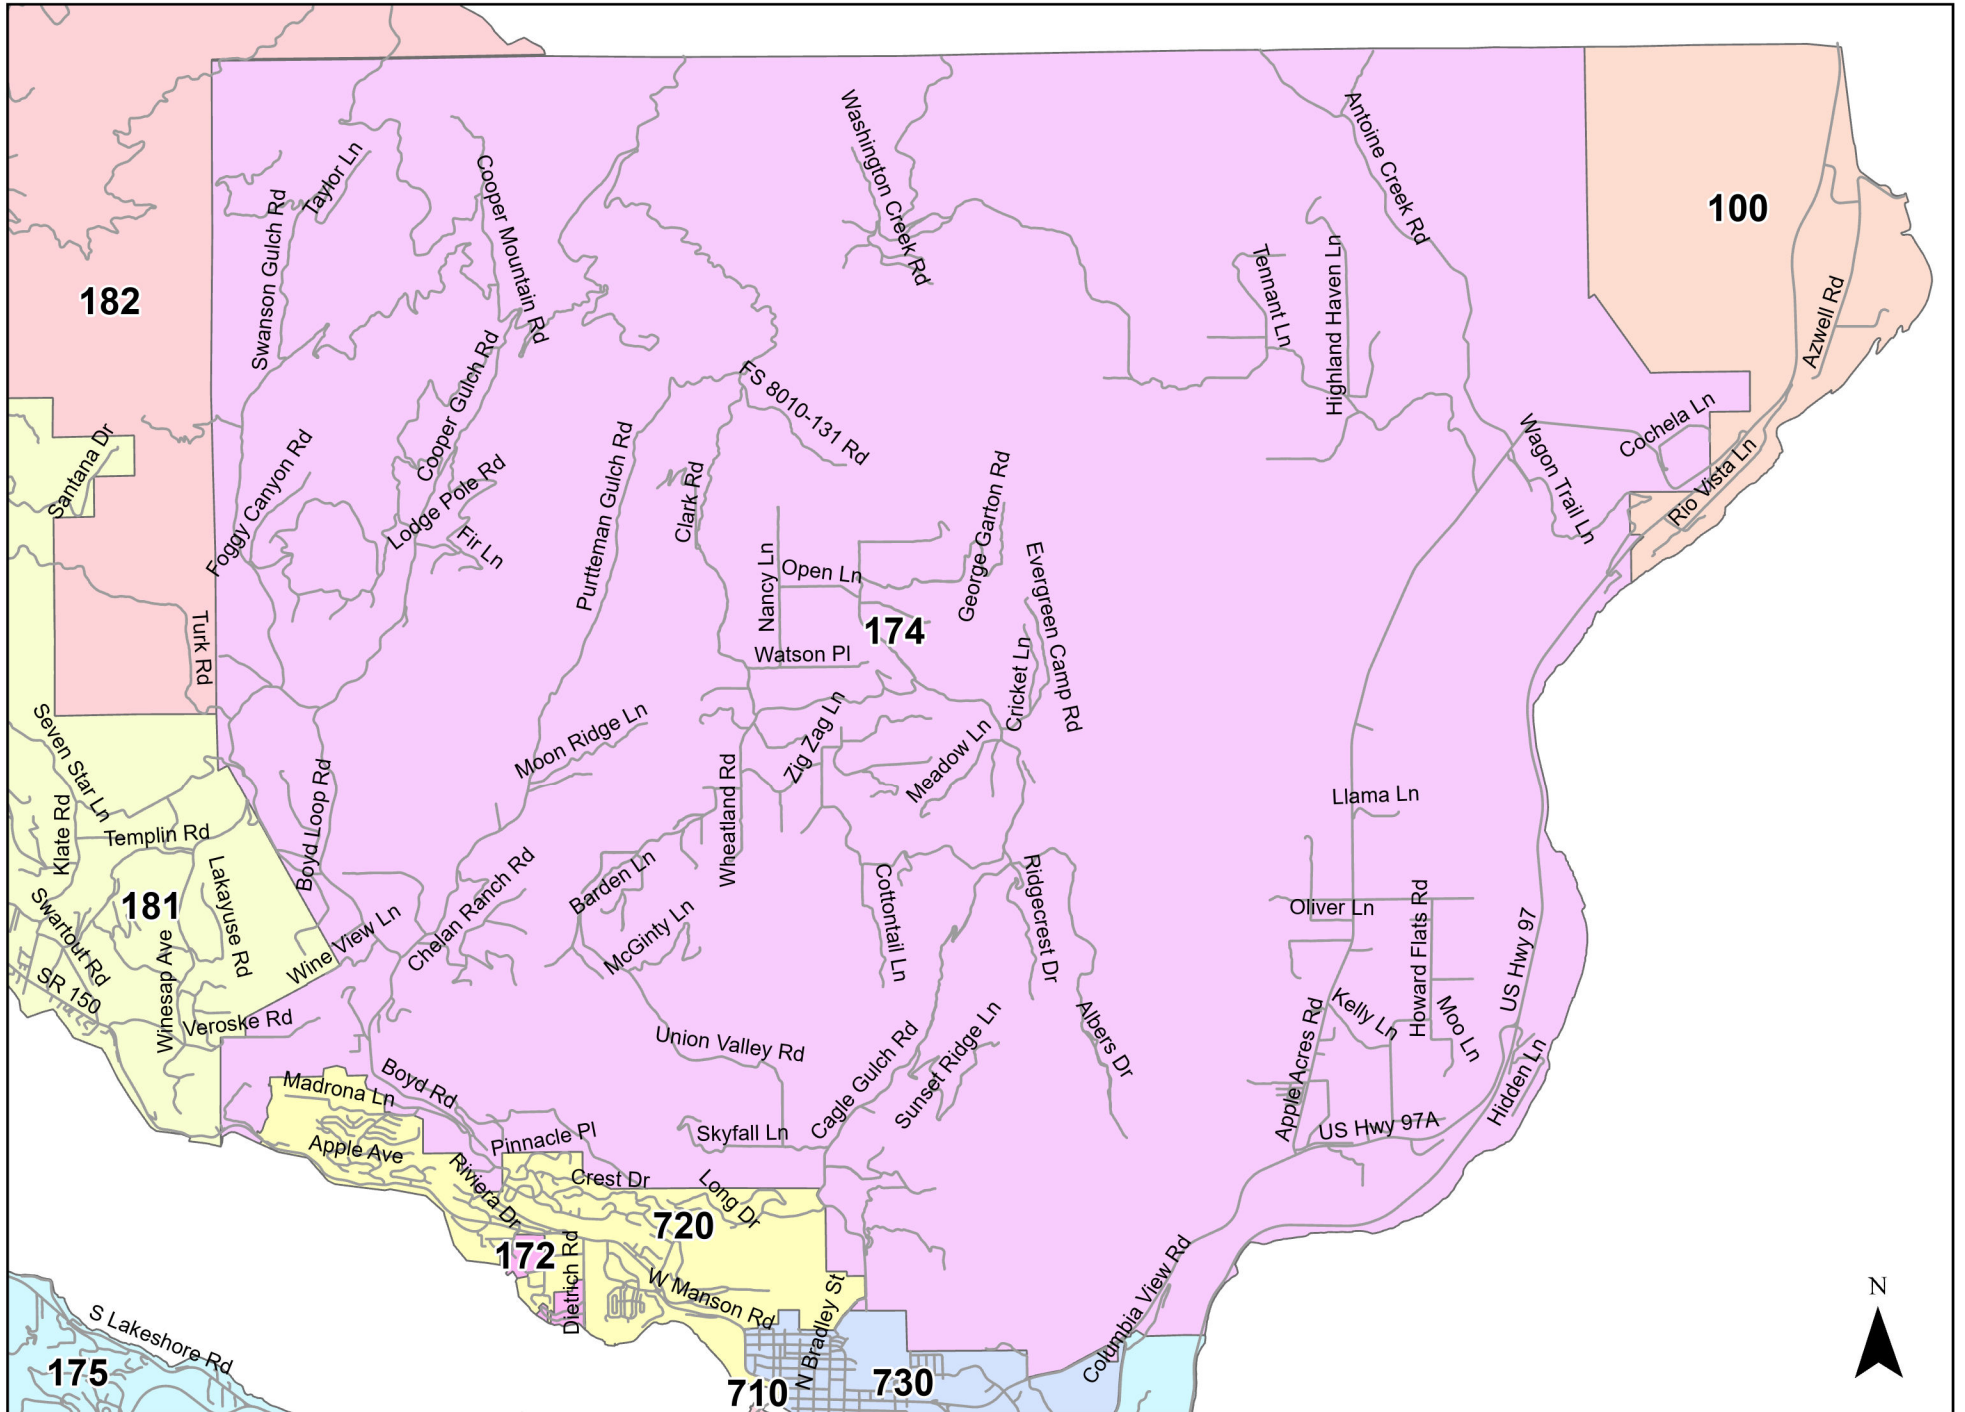 Washington Creek Rd
Antoine Creek Rd
Taylor Ln
Cooper Mountain Rd
Swanson Gulch Rd
100
Tennant Ln
Highland Haven Ln
182
Azwell Rd
Cooper Gulch Rd
FS 8010-131 Rd
Cochela Ln
Wagon Trail Ln
Santana Dr
Foggy Canyon Rd
Lodge Pole Rd
Fir Ln
Purtteman Gulch Rd
Clark Rd
George Garton Rd
Rio Vista Ln
Nancy Ln
Open Ln
Evergreen Camp Rd
Turk Rd
174
Watson Pl
Cricket Ln
Seven Star Ln
Moon Ridge Ln
Zig Zag Ln
Meadow Ln
Boyd Loop Rd
Wheatland Rd
Llama Ln
Klate Rd
Templin Rd
Lakayuse Rd
181
Swartout Rd
Chelan Ranch Rd
Barden Ln
McGinty Ln
Cottontail Ln
Ridgecrest Dr
Oliver Ln
Howard Flats Rd
US Hwy 97
Wine View Ln
Winesap Ave
SR 150
Veroske Rd
Union Valley Rd
Cagle Gulch Rd
Sunset Ridge Ln
Albers Dr
Kelly Ln
Moo Ln
Apple Acres Rd
Hidden Ln
Madrona Ln
Boyd Rd
Pinnacle Pl
Skyfall Ln
US Hwy 97A
Apple Ave
Riviera Dr
Crest Dr
Long Dr
720
172
Dietrich Rd
W Manson Rd
N Bradley St
Columbia View Rd
N
S Lakeshore Rd
175
710
730